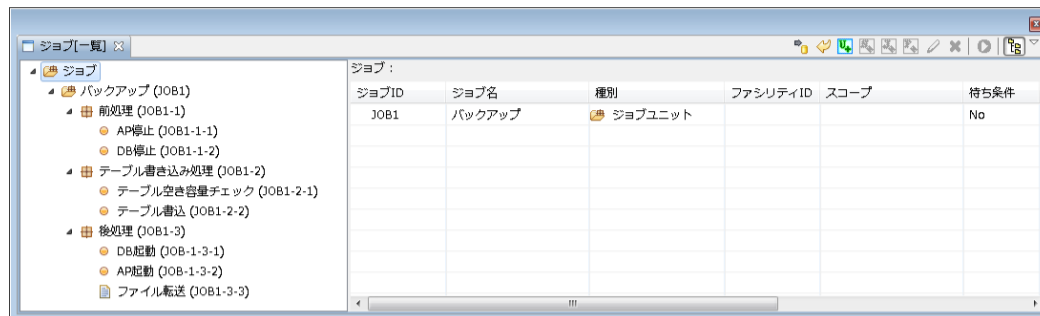 ジョブ[一覧]
ジョブ
バックアップ (JOB1)
前処理 (JOB1-1)
AP停止 (JOB1-1-1)
DB停止 (JOB1-1-2)
テーブル書き込み処理 (JOB1-2)
テーブル空き容量チェック (JOB1-2-1)
テーブル書込 (JOB1-2-2)
後処理 (JOB1-3)
DB起動 (JOB-1-3-1)
AP起動 (JOB-1-3-2)
ファイル転送 (JOB1-3-3)
ジョブ :
ジョブID ジョブ名 種別 ファシリティID スコープ 待ち条件
JOB1 バックアップ ジョブユニット No